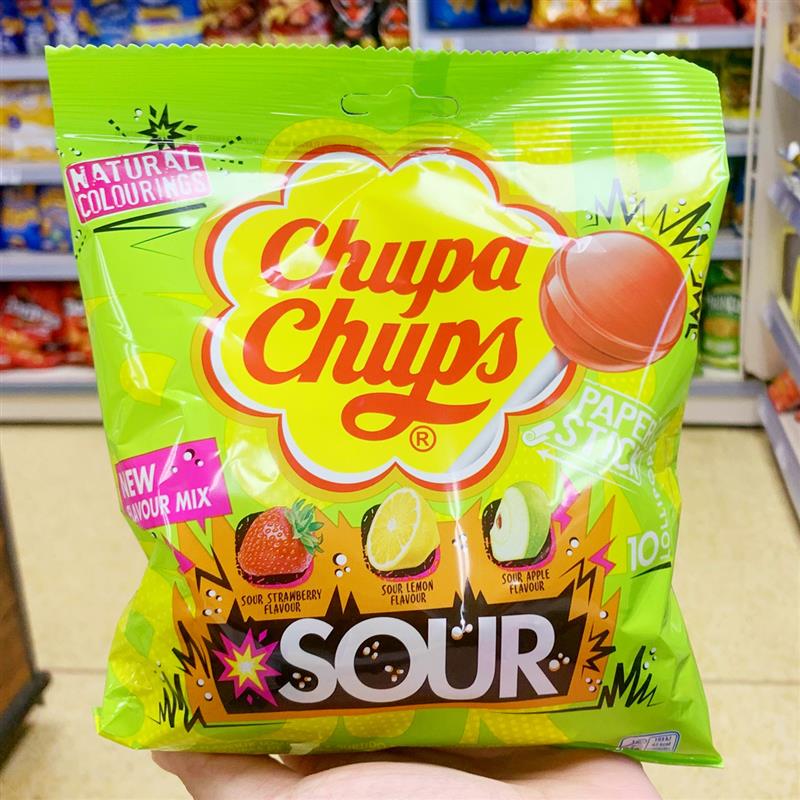 NATURAL
COLOURINGS
Chupa
Chups
®
PAPER
STICK
NEW
FLAVOUR MIX
10 LOLLIPOPS
SOUR STRAWBERRY
FLAVOUR
SOUR LEMON
FLAVOUR
SOUR APPLE
FLAVOUR
SOUR